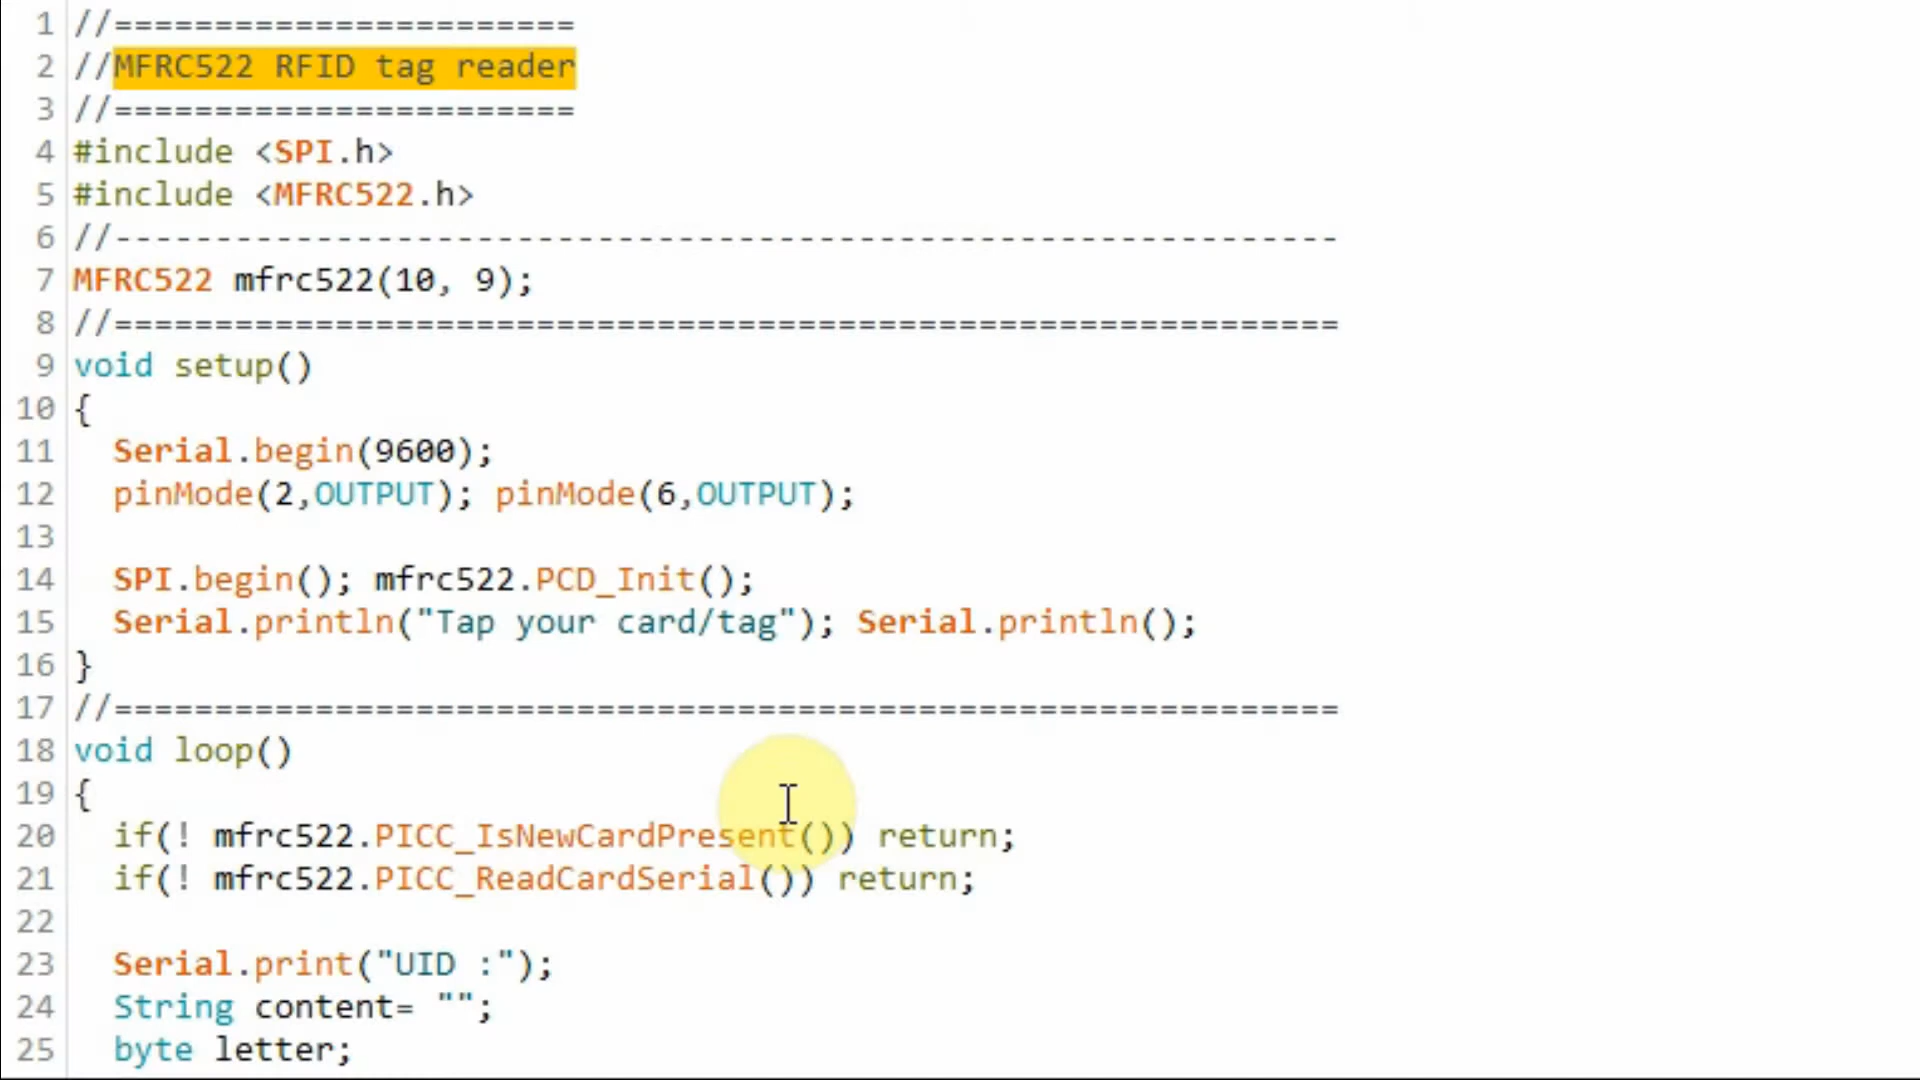 1 //=======================
2 //MFRC522 RFID tag reader
3 //=======================
4 #include <SPI.h>
5 #include <MFRC522.h>
6 //-------------------------------------------------------------
7 MFRC522 mfrc522(10, 9);
8 //=============================================================
9 void setup()
10 {
11   Serial.begin(9600);
12   pinMode(2,OUTPUT); pinMode(6,OUTPUT);
13
14   SPI.begin(); mfrc522.PCD_Init();
15   Serial.println("Tap your card/tag"); Serial.println();
16 }
17 //=============================================================
18 void loop()
19 {
20   if(! mfrc522.PICC_IsNewCardPresent()) return;
21   if(! mfrc522.PICC_ReadCardSerial()) return;
22
23   Serial.print("UID :");
24   String content= "";
25   byte letter;